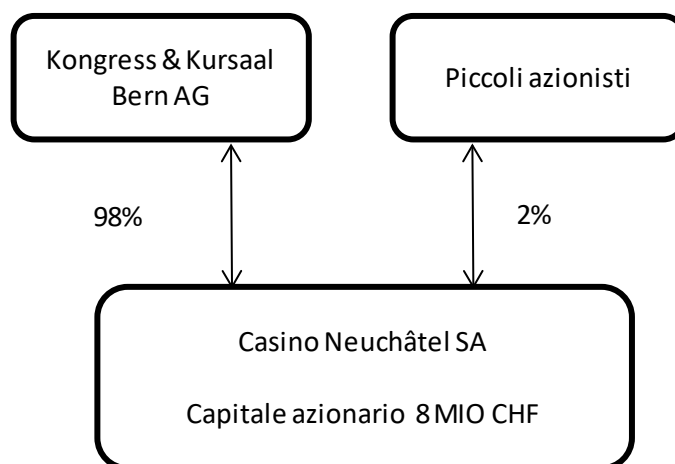 Kongress & Kursaal
Bern AG
Piccoli azionisti
98%
2%
Casino Neuchâtel SA
Capitale azionario 8 MIO CHF